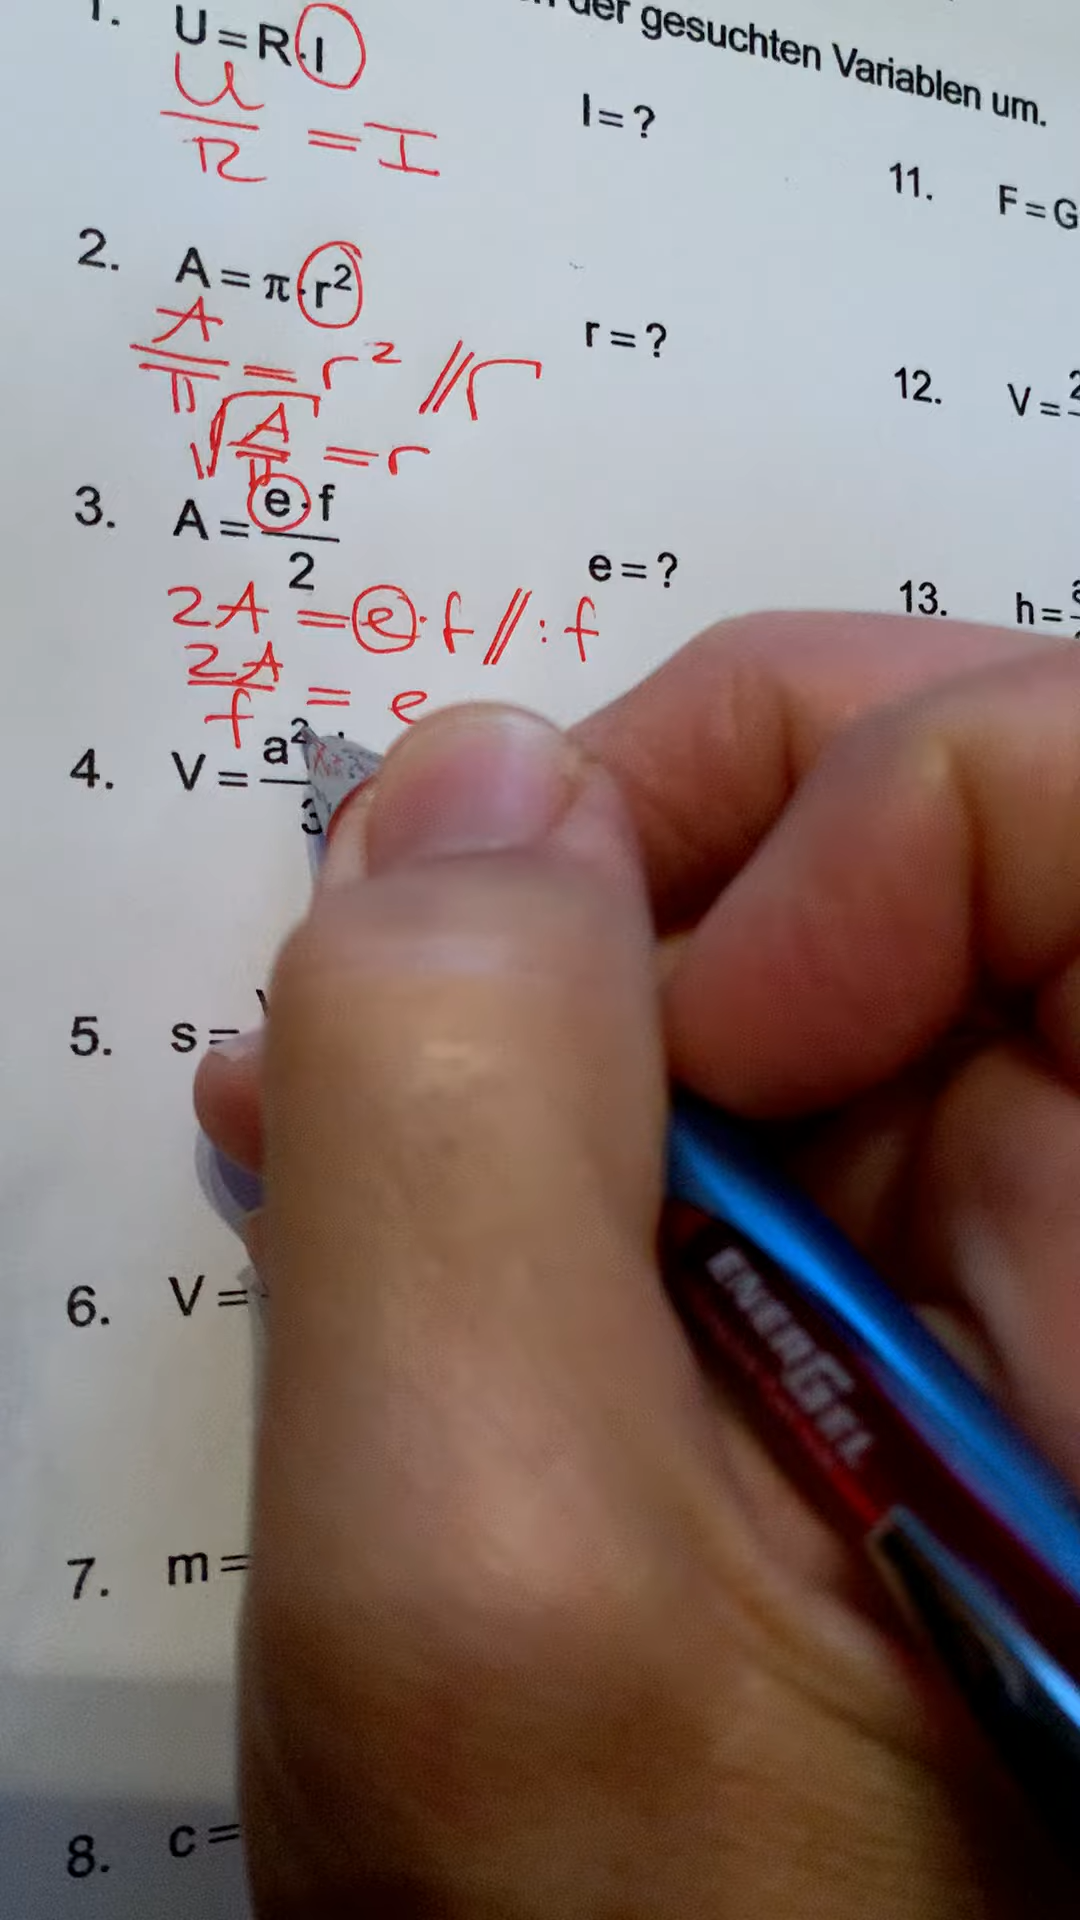 der gesuchten Variablen um.
1. U=R·I
I=?
U/R = I
11. F=G
2. A=π·r²
r=?
A/π = r² //√
√(A/π) = r
12. V=
3. A=e·f/2
e=?
2A = e·f //:f
13. h=
2A/f = e
4. V=a²/3
5. s=
6. V=
7. m=
8. c=
ENERGEL